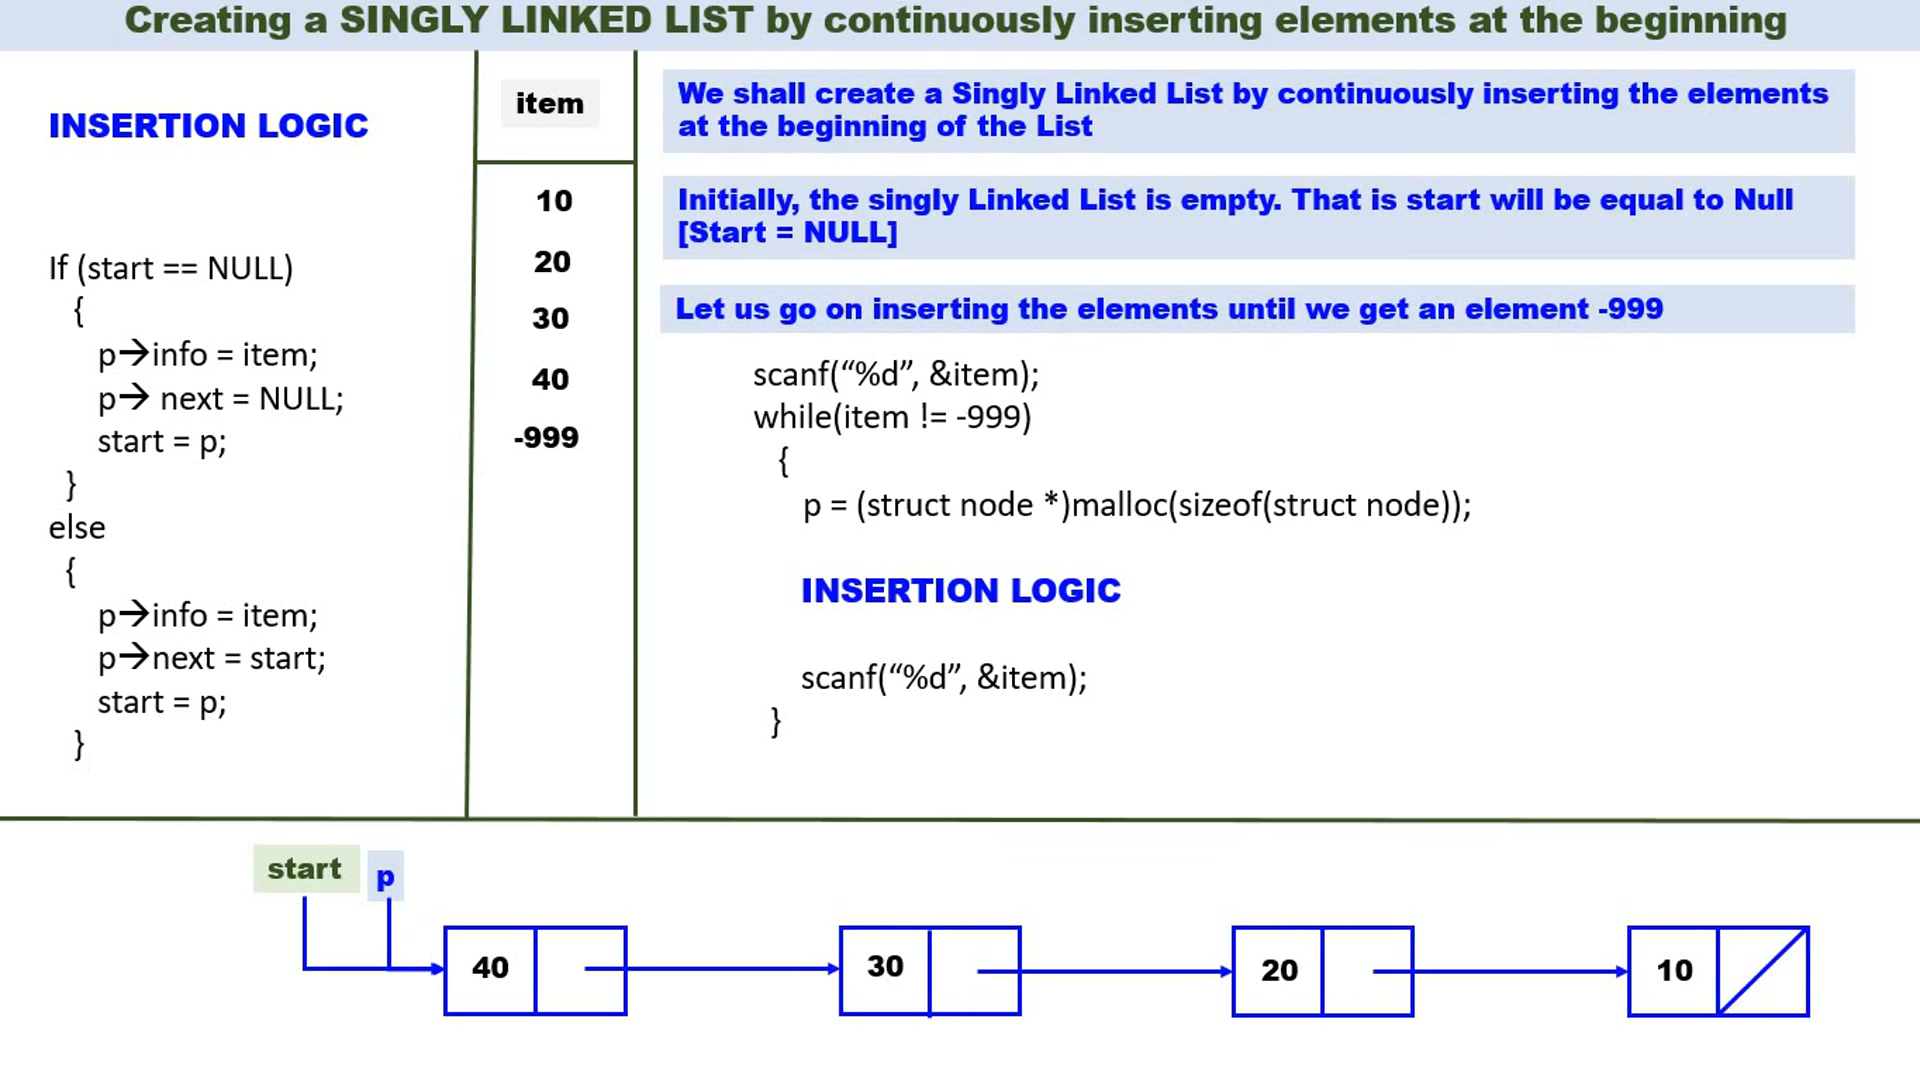 Creating a SINGLY LINKED LIST by continuously inserting elements at the beginning
INSERTION LOGIC
If (start == NULL)
{
p→info = item;
p→ next = NULL;
start = p;
}
else
{
p→info = item;
p→next = start;
start = p;
}
item
10
20
30
40
-999
We shall create a Singly Linked List by continuously inserting the elements
at the beginning of the List
Initially, the singly Linked List is empty. That is start will be equal to Null
[Start = NULL]
Let us go on inserting the elements until we get an element -999
scanf(“%d”, &item);
while(item != -999)
{
p = (struct node *)malloc(sizeof(struct node));
INSERTION LOGIC
scanf(“%d”, &item);
}
start p
40 30 20 10